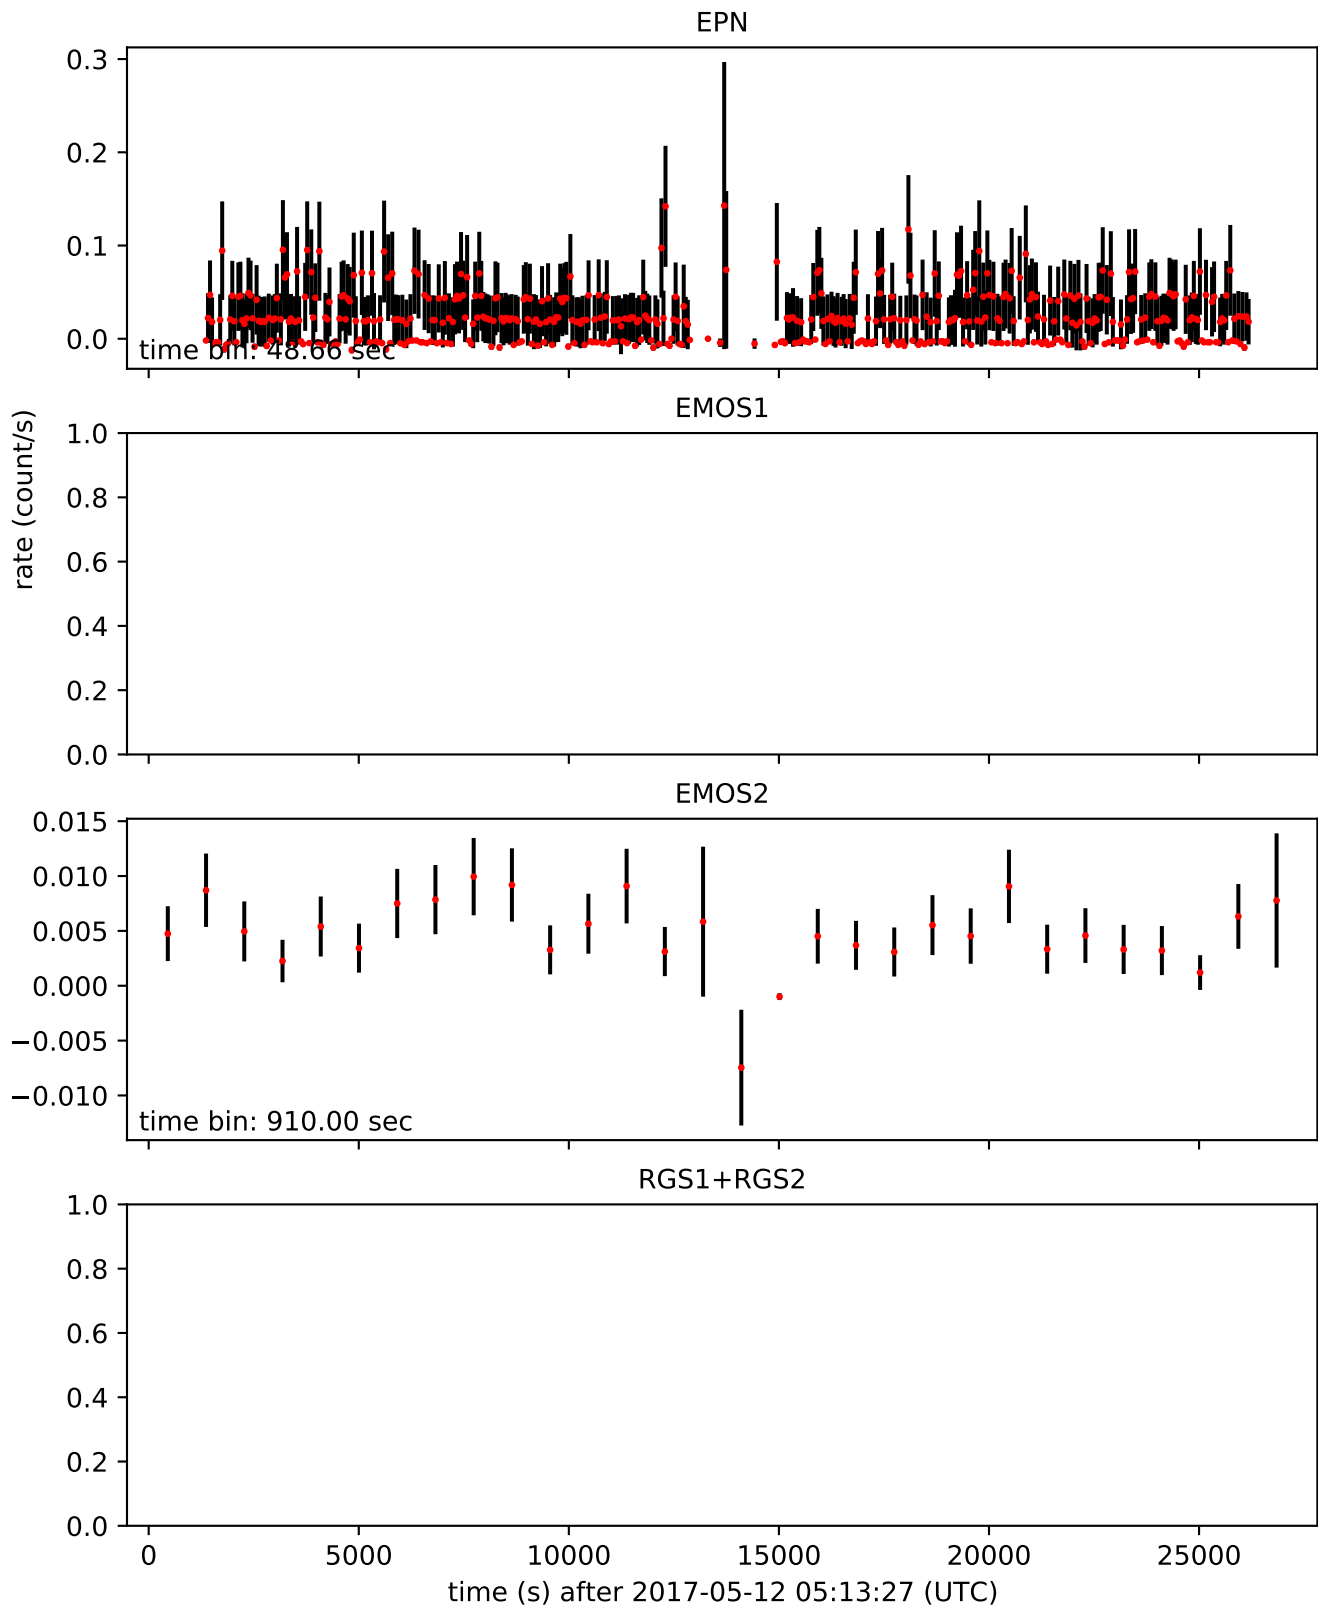 EPN
0.3
0.2
0.1
0.0
time bin: 48.66 sec
EMOS1
rate (count/s)
1.0
0.8
0.6
0.4
0.2
0.0
EMOS2
0.015
0.010
0.005
0.000
−0.005
−0.010
time bin: 910.00 sec
RGS1+RGS2
1.0
0.8
0.6
0.4
0.2
0.0
0 5000 10000 15000 20000 25000
time (s) after 2017-05-12 05:13:27 (UTC)